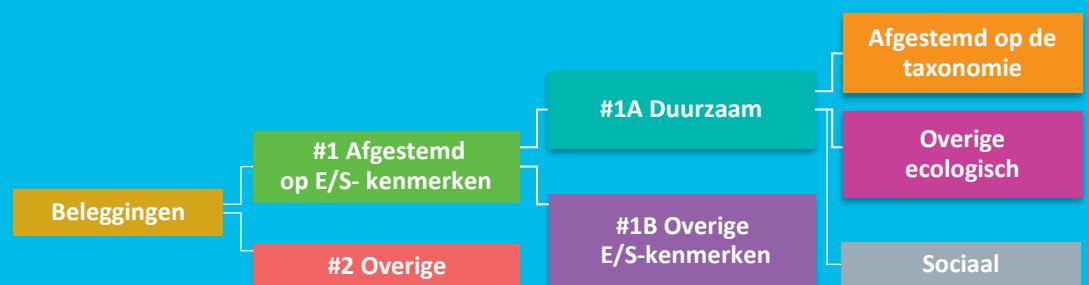 Beleggingen
#1 Afgestemd
op E/S- kenmerken
#2 Overige
#1A Duurzaam
#1B Overige
E/S-kenmerken
Afgestemd op de
taxonomie
Overige
ecologisch
Sociaal